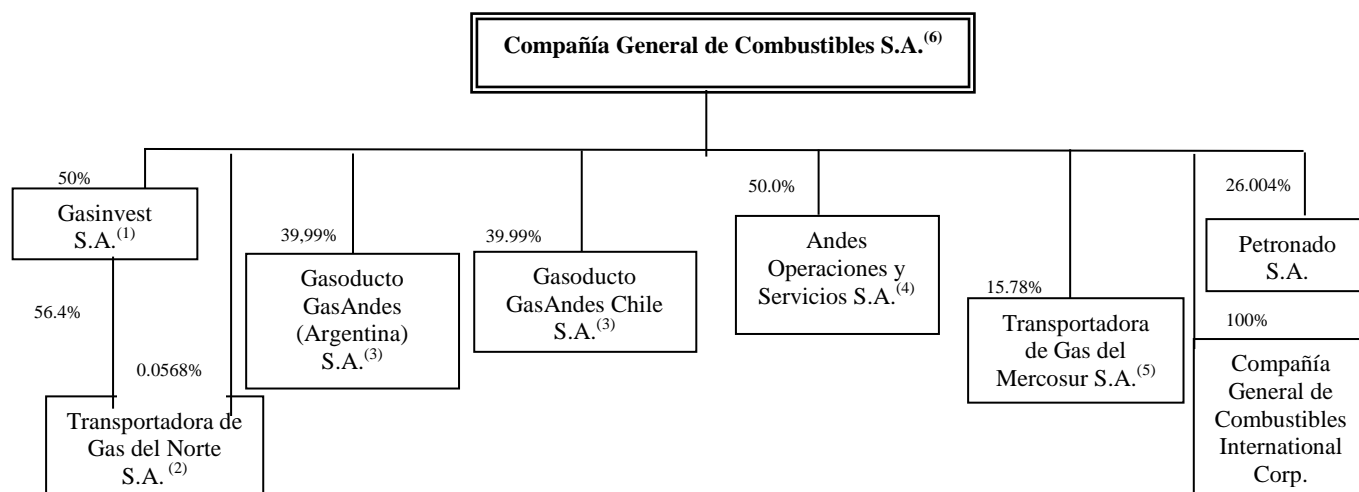 Compañía General de Combustibles S.A.(6)
50%
Gasinvest
S.A.(1)
56.4%
0.0568%
Transportadora de
Gas del Norte
S.A. (2)
39,99%
Gasoducto
GasAndes
(Argentina)
S.A.(3)
39.99%
Gasoducto
GasAndes Chile
S.A.(3)
50.0%
Andes
Operaciones y
Servicios S.A.(4)
15.78%
Transportadora
de Gas del
Mercosur S.A.(5)
26.004%
Petronado
S.A.
100%
Compañía
General de
Combustibles
International
Corp.